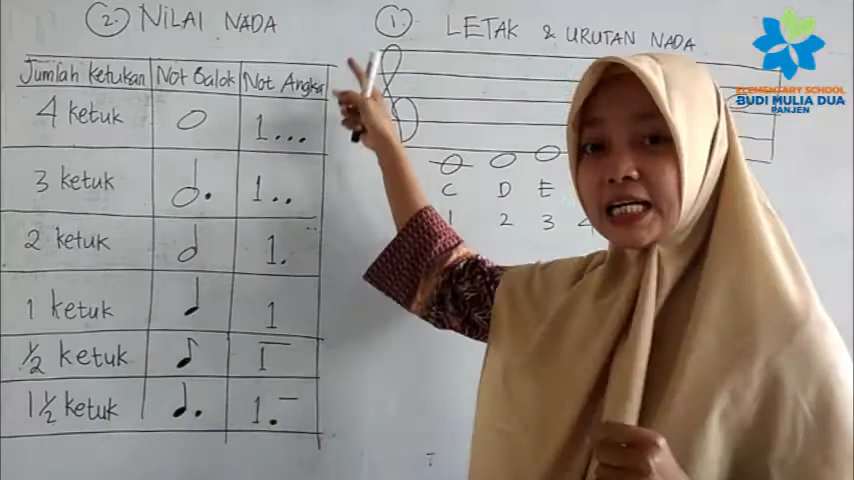 2. NILAI NADA
Jumlah ketukan Not Balok Not Angka
4 ketuk 1...
3 ketuk 1..
2 ketuk 1.
1 ketuk 1
1/2 ketuk 1
1 1/2 ketuk 1.
1. LETAK & URUTAN NADA
C D E
1 2 3 4
ELEMENTARY SCHOOL
BUDI MULIA DUA
PANJEN